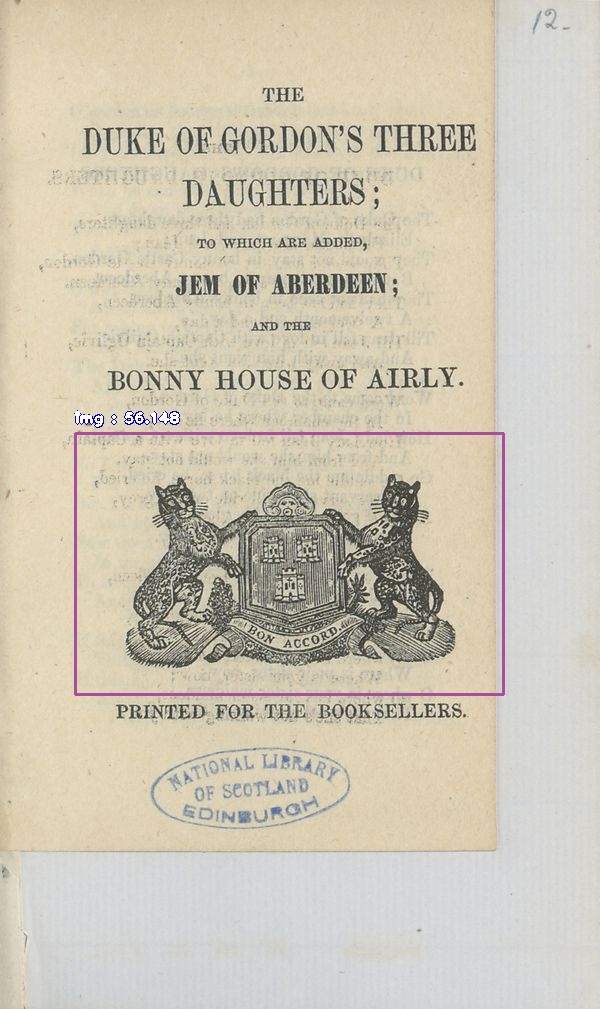 12-
THE
DUKE OF GORDON'S THREE
DAUGHTERS;
TO WHICH ARE ADDED,
JEM OF ABERDEEN;
AND THE
BONNY HOUSE OF AIRLY.
img : 56.148
BON ACCORD.
PRINTED FOR THE BOOKSELLERS.
NATIONAL LIBRARY
OF SCOTLAND
EDINBURGH